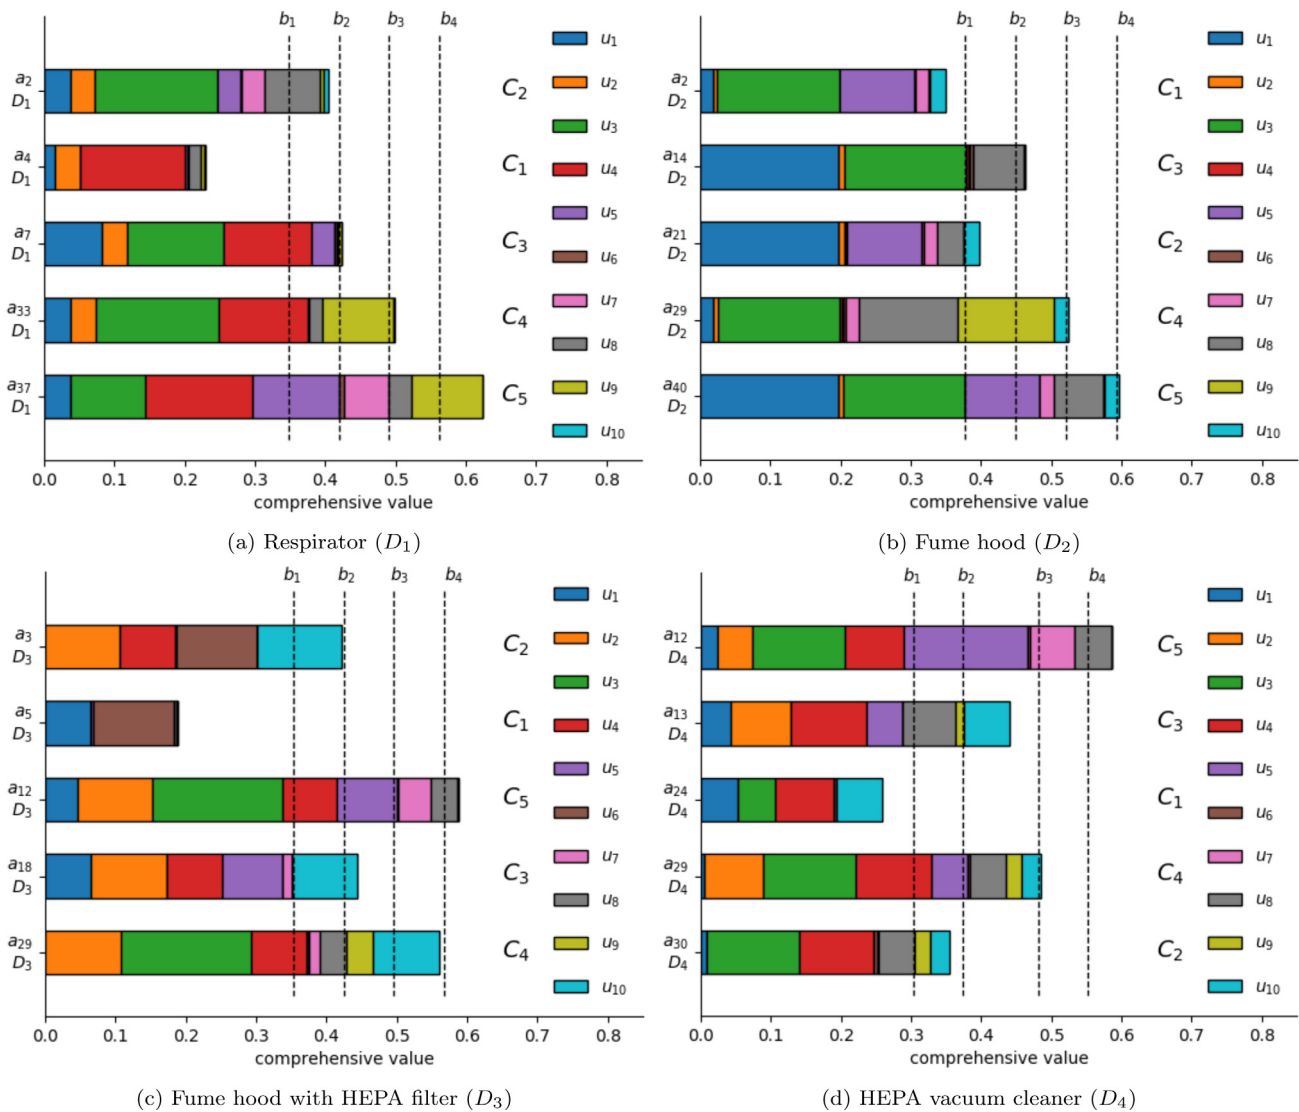 b1 b2 b3 b4
u1
a2
D1
C2
u2
u3
a4
D1
C1
u4
u5
a7
D1
C3
u6
u7
a33
D1
C4
u8
u9
a37
D1
C5
u10
0.0 0.1 0.2 0.3 0.4 0.5 0.6 0.7 0.8
comprehensive value
(a) Respirator (D1)
b1 b2 b3 b4
u1
a2
D2
C1
u2
u3
a14
D2
C3
u4
u5
a21
D2
C2
u6
u7
a29
D2
C4
u8
u9
a40
D2
C5
u10
0.0 0.1 0.2 0.3 0.4 0.5 0.6 0.7 0.8
comprehensive value
(b) Fume hood (D2)
b1 b2 b3 b4
u1
a3
D3
C2
u2
u3
a5
D3
C1
u4
u5
a12
D3
C5
u6
u7
a18
D3
C3
u8
u9
a29
D3
C4
u10
0.0 0.1 0.2 0.3 0.4 0.5 0.6 0.7 0.8
comprehensive value
(c) Fume hood with HEPA filter (D3)
b1 b2 b3 b4
u1
a12
D4
C5
u2
u3
a13
D4
C3
u4
u5
a24
D4
C1
u6
u7
a29
D4
C4
u8
u9
a30
D4
C2
u10
0.0 0.1 0.2 0.3 0.4 0.5 0.6 0.7 0.8
comprehensive value
(d) HEPA vacuum cleaner (D4)